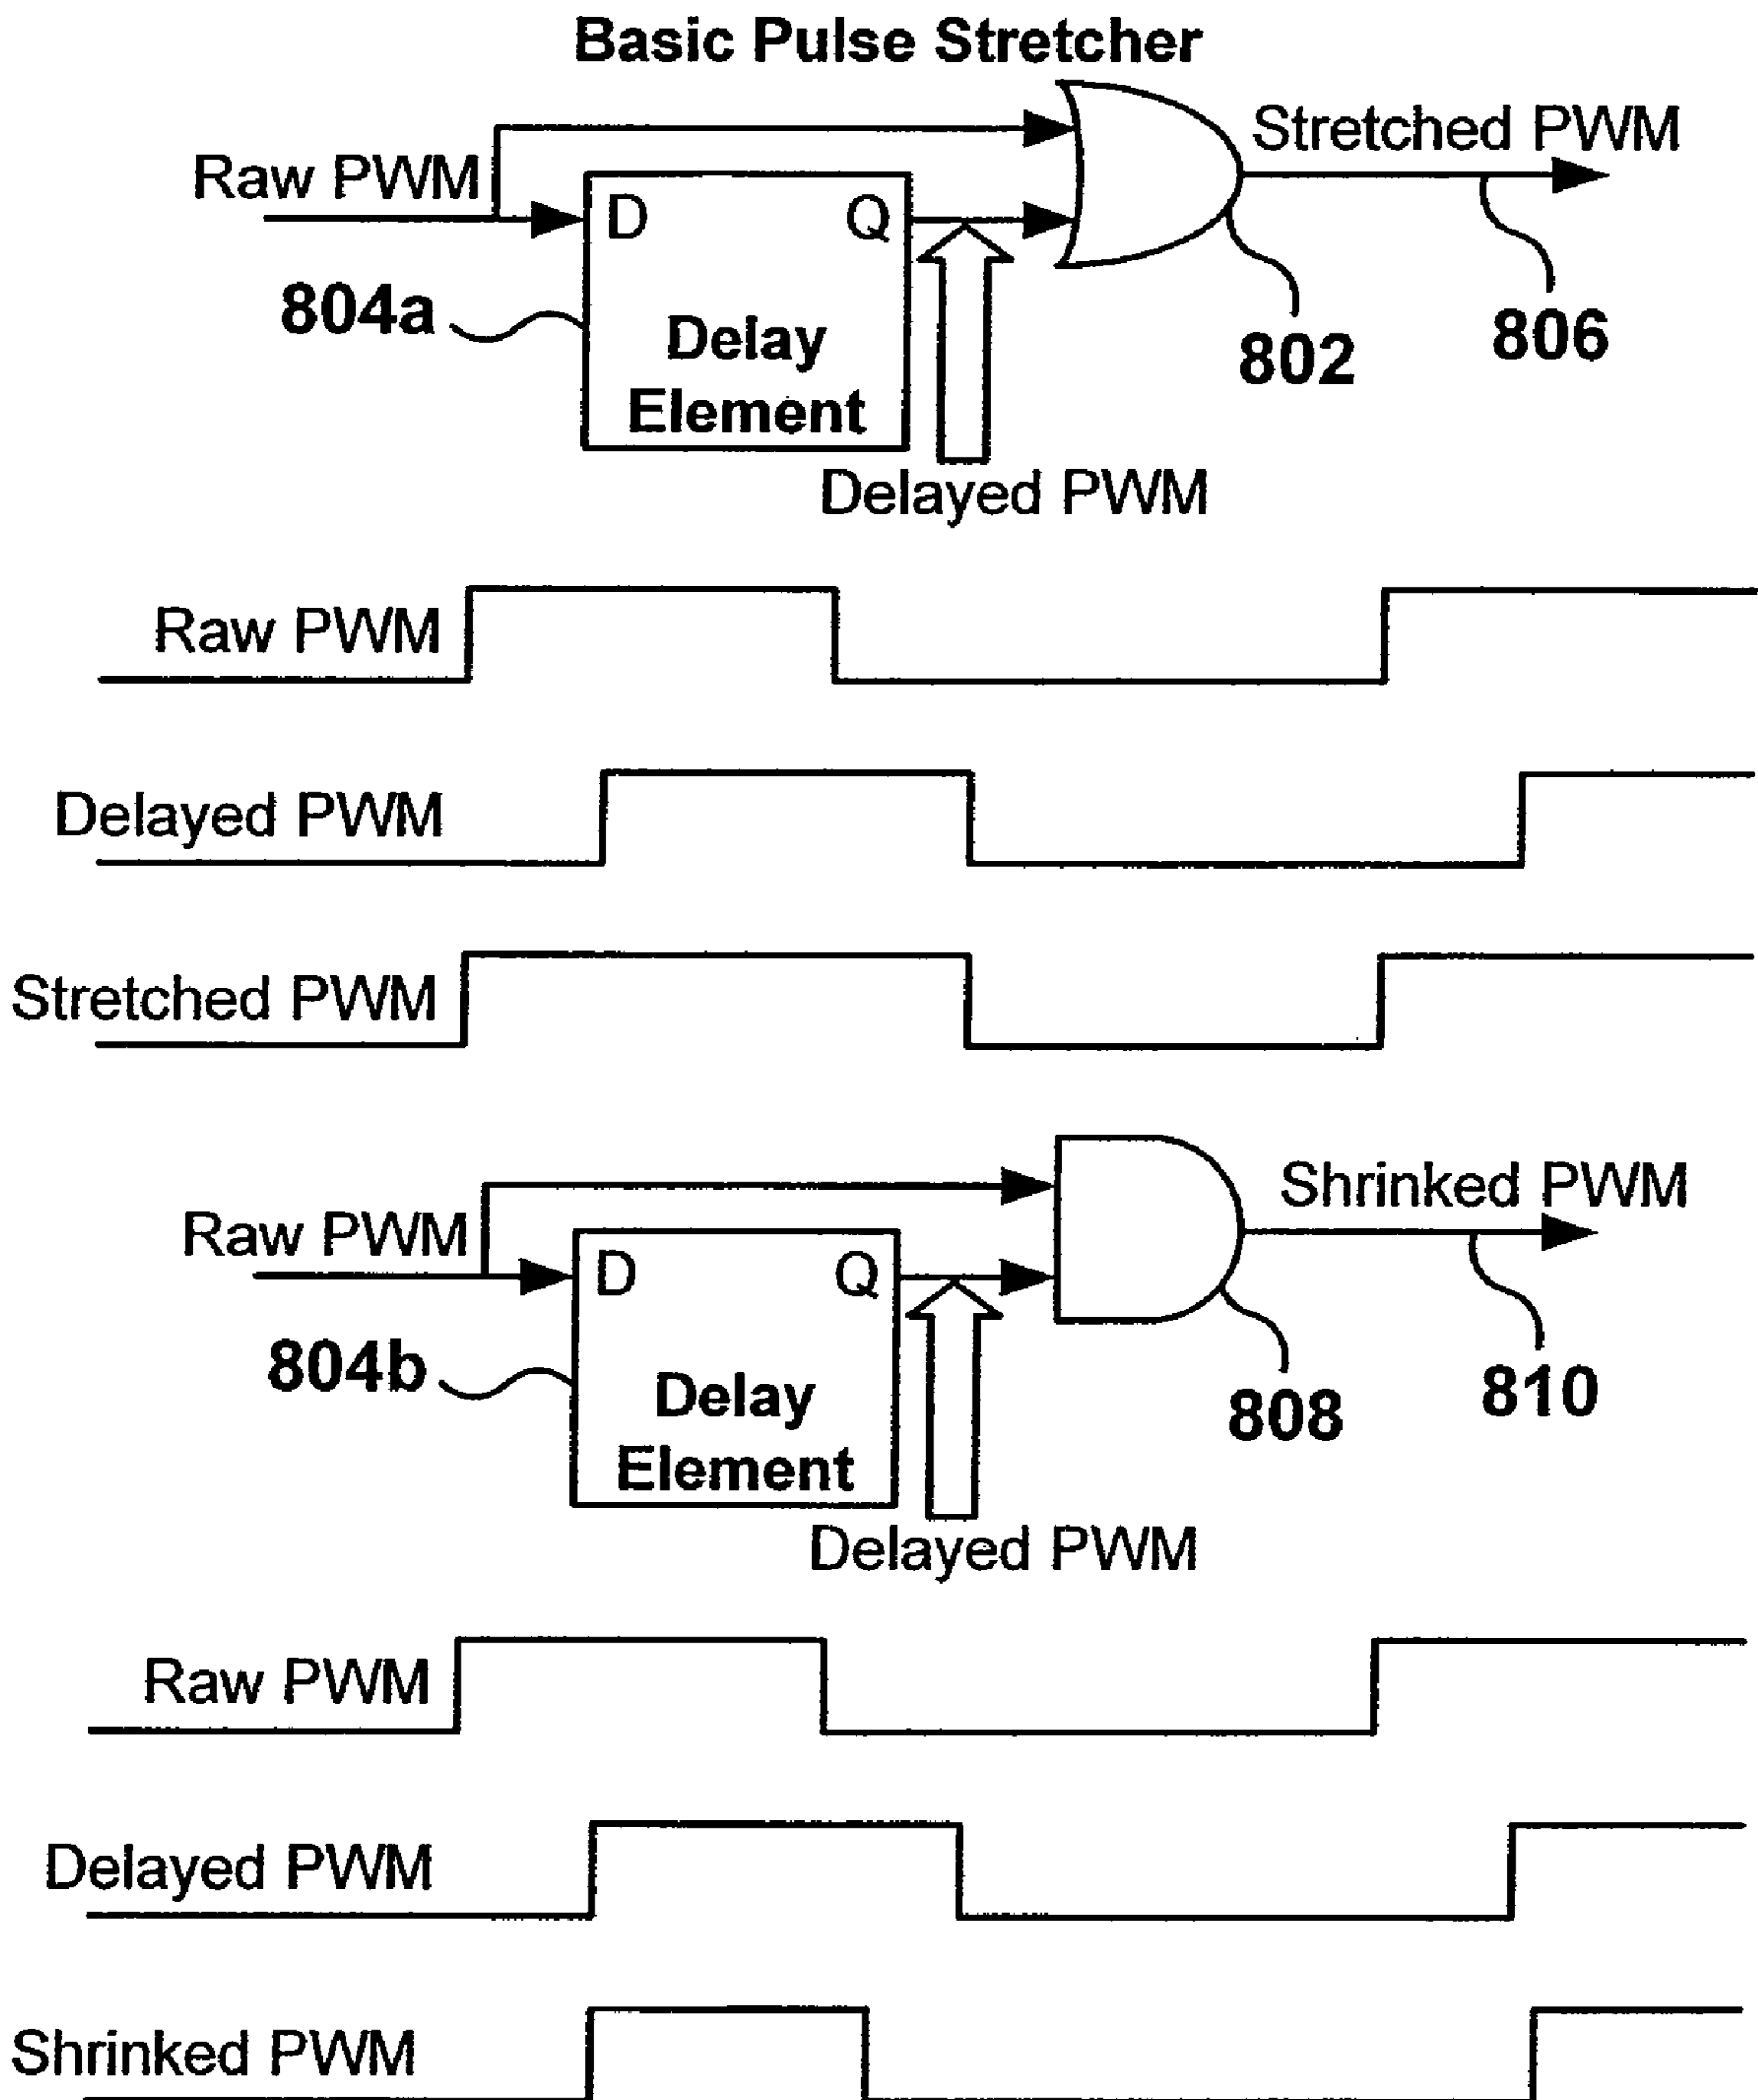 Basic Pulse Stretcher
Raw PWM
Stretched PWM
D
Q
804a
Delay
Element
802
806
Delayed PWM
Raw PWM
Delayed PWM
Stretched PWM
Raw PWM
Shrinked PWM
D
Q
804b
Delay
Element
808
810
Delayed PWM
Raw PWM
Delayed PWM
Shrinked PWM